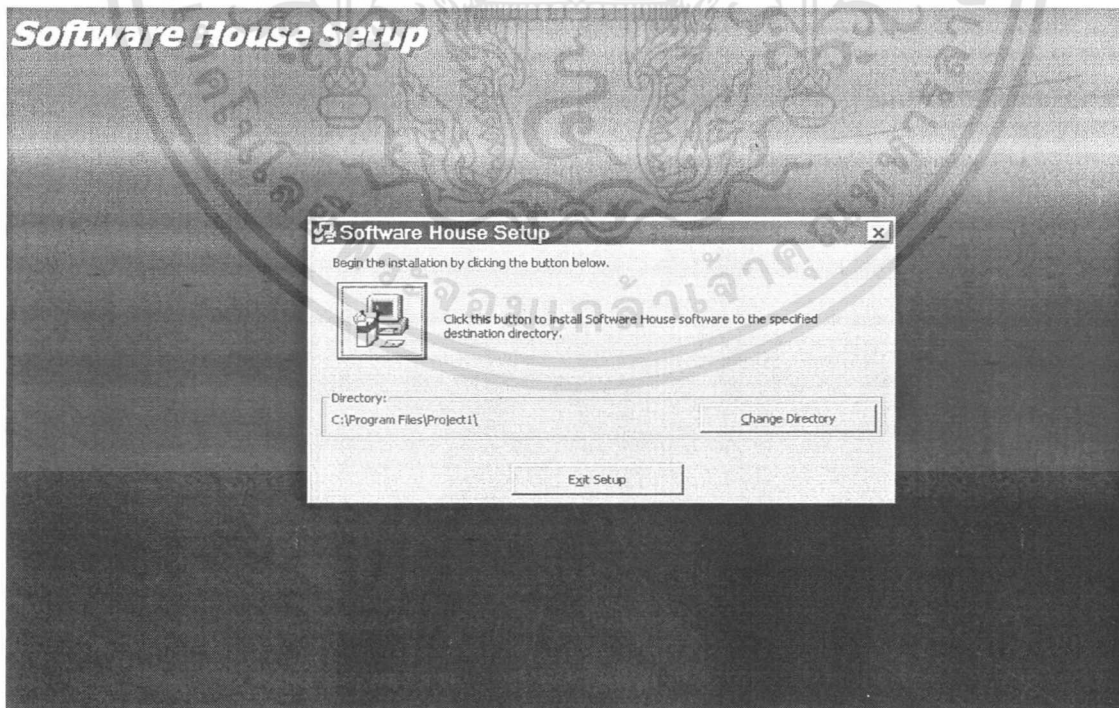 Software House Setup
Software House Setup
Begin the installation by clicking the button below.
Click this button to install Software House software to the specified
destination directory.
Directory:
C:\Program Files\Project1\
Change Directory
Exit Setup